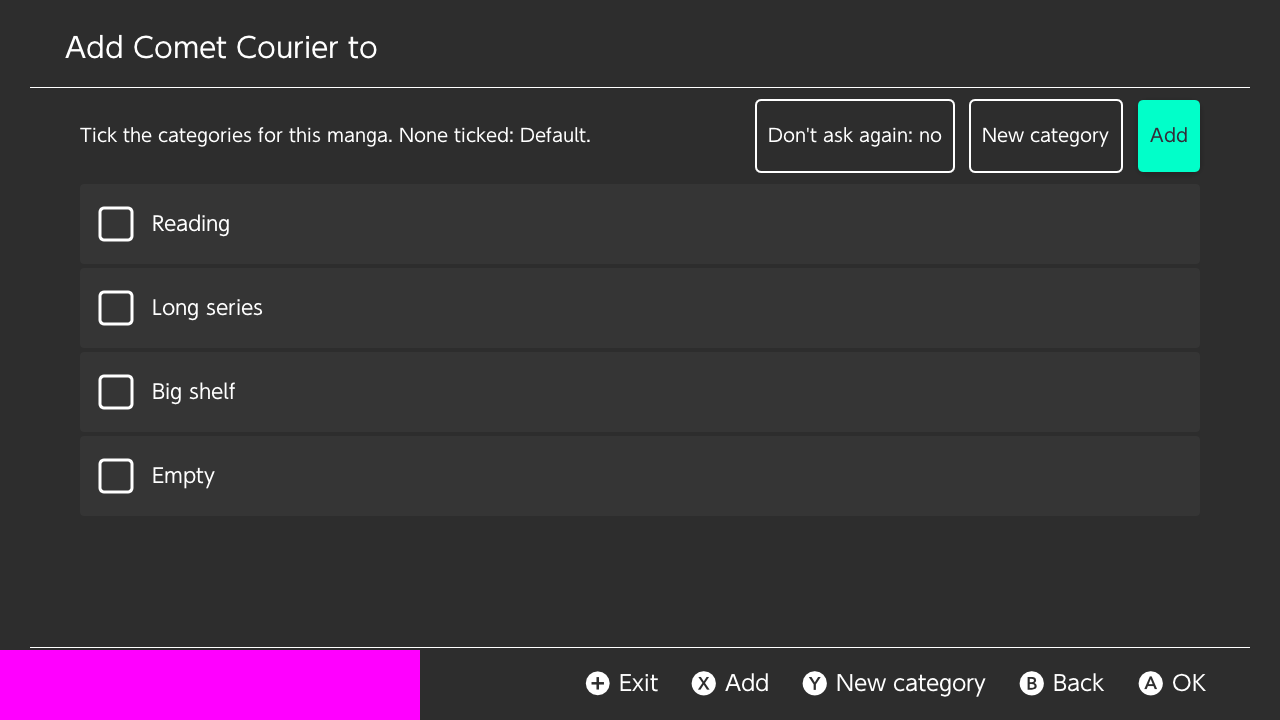 Add Comet Courier to
Tick the categories for this manga. None ticked: Default.
Don't ask again: no
New category
Add
Reading
Long series
Big shelf
Empty
+ Exit
X Add
Y New category
B Back
A OK